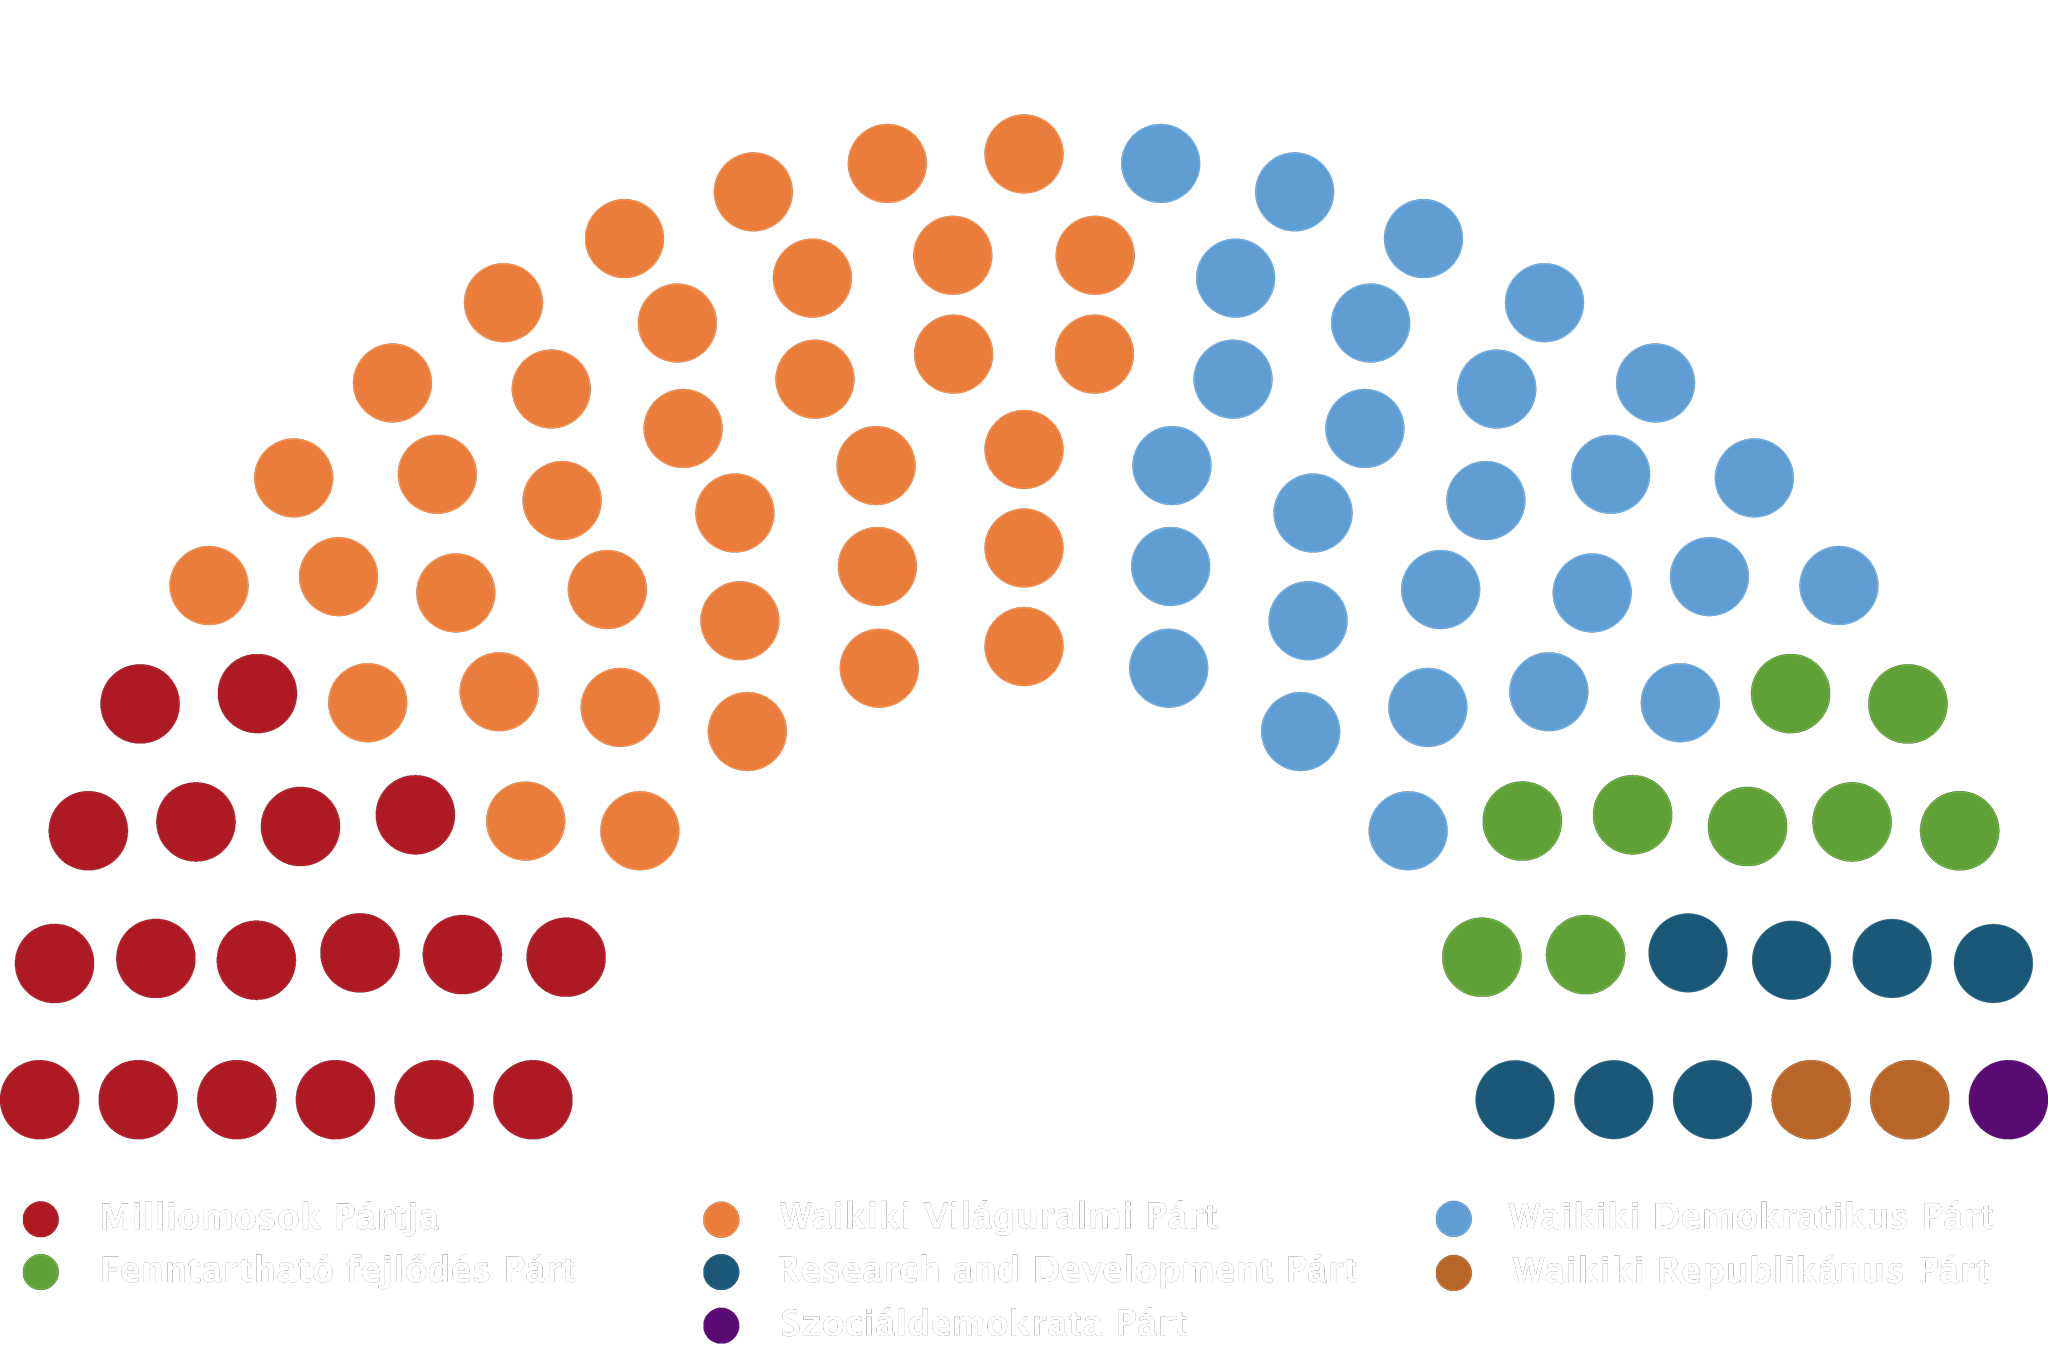 Milliomosok Pártja
Waikiki Világuralmi Párt
Waikiki Demokratikus Párt
Fenntartható fejlődés Párt
Research and Development Párt
Waikiki Republikánus Párt
Szociáldemokrata Párt